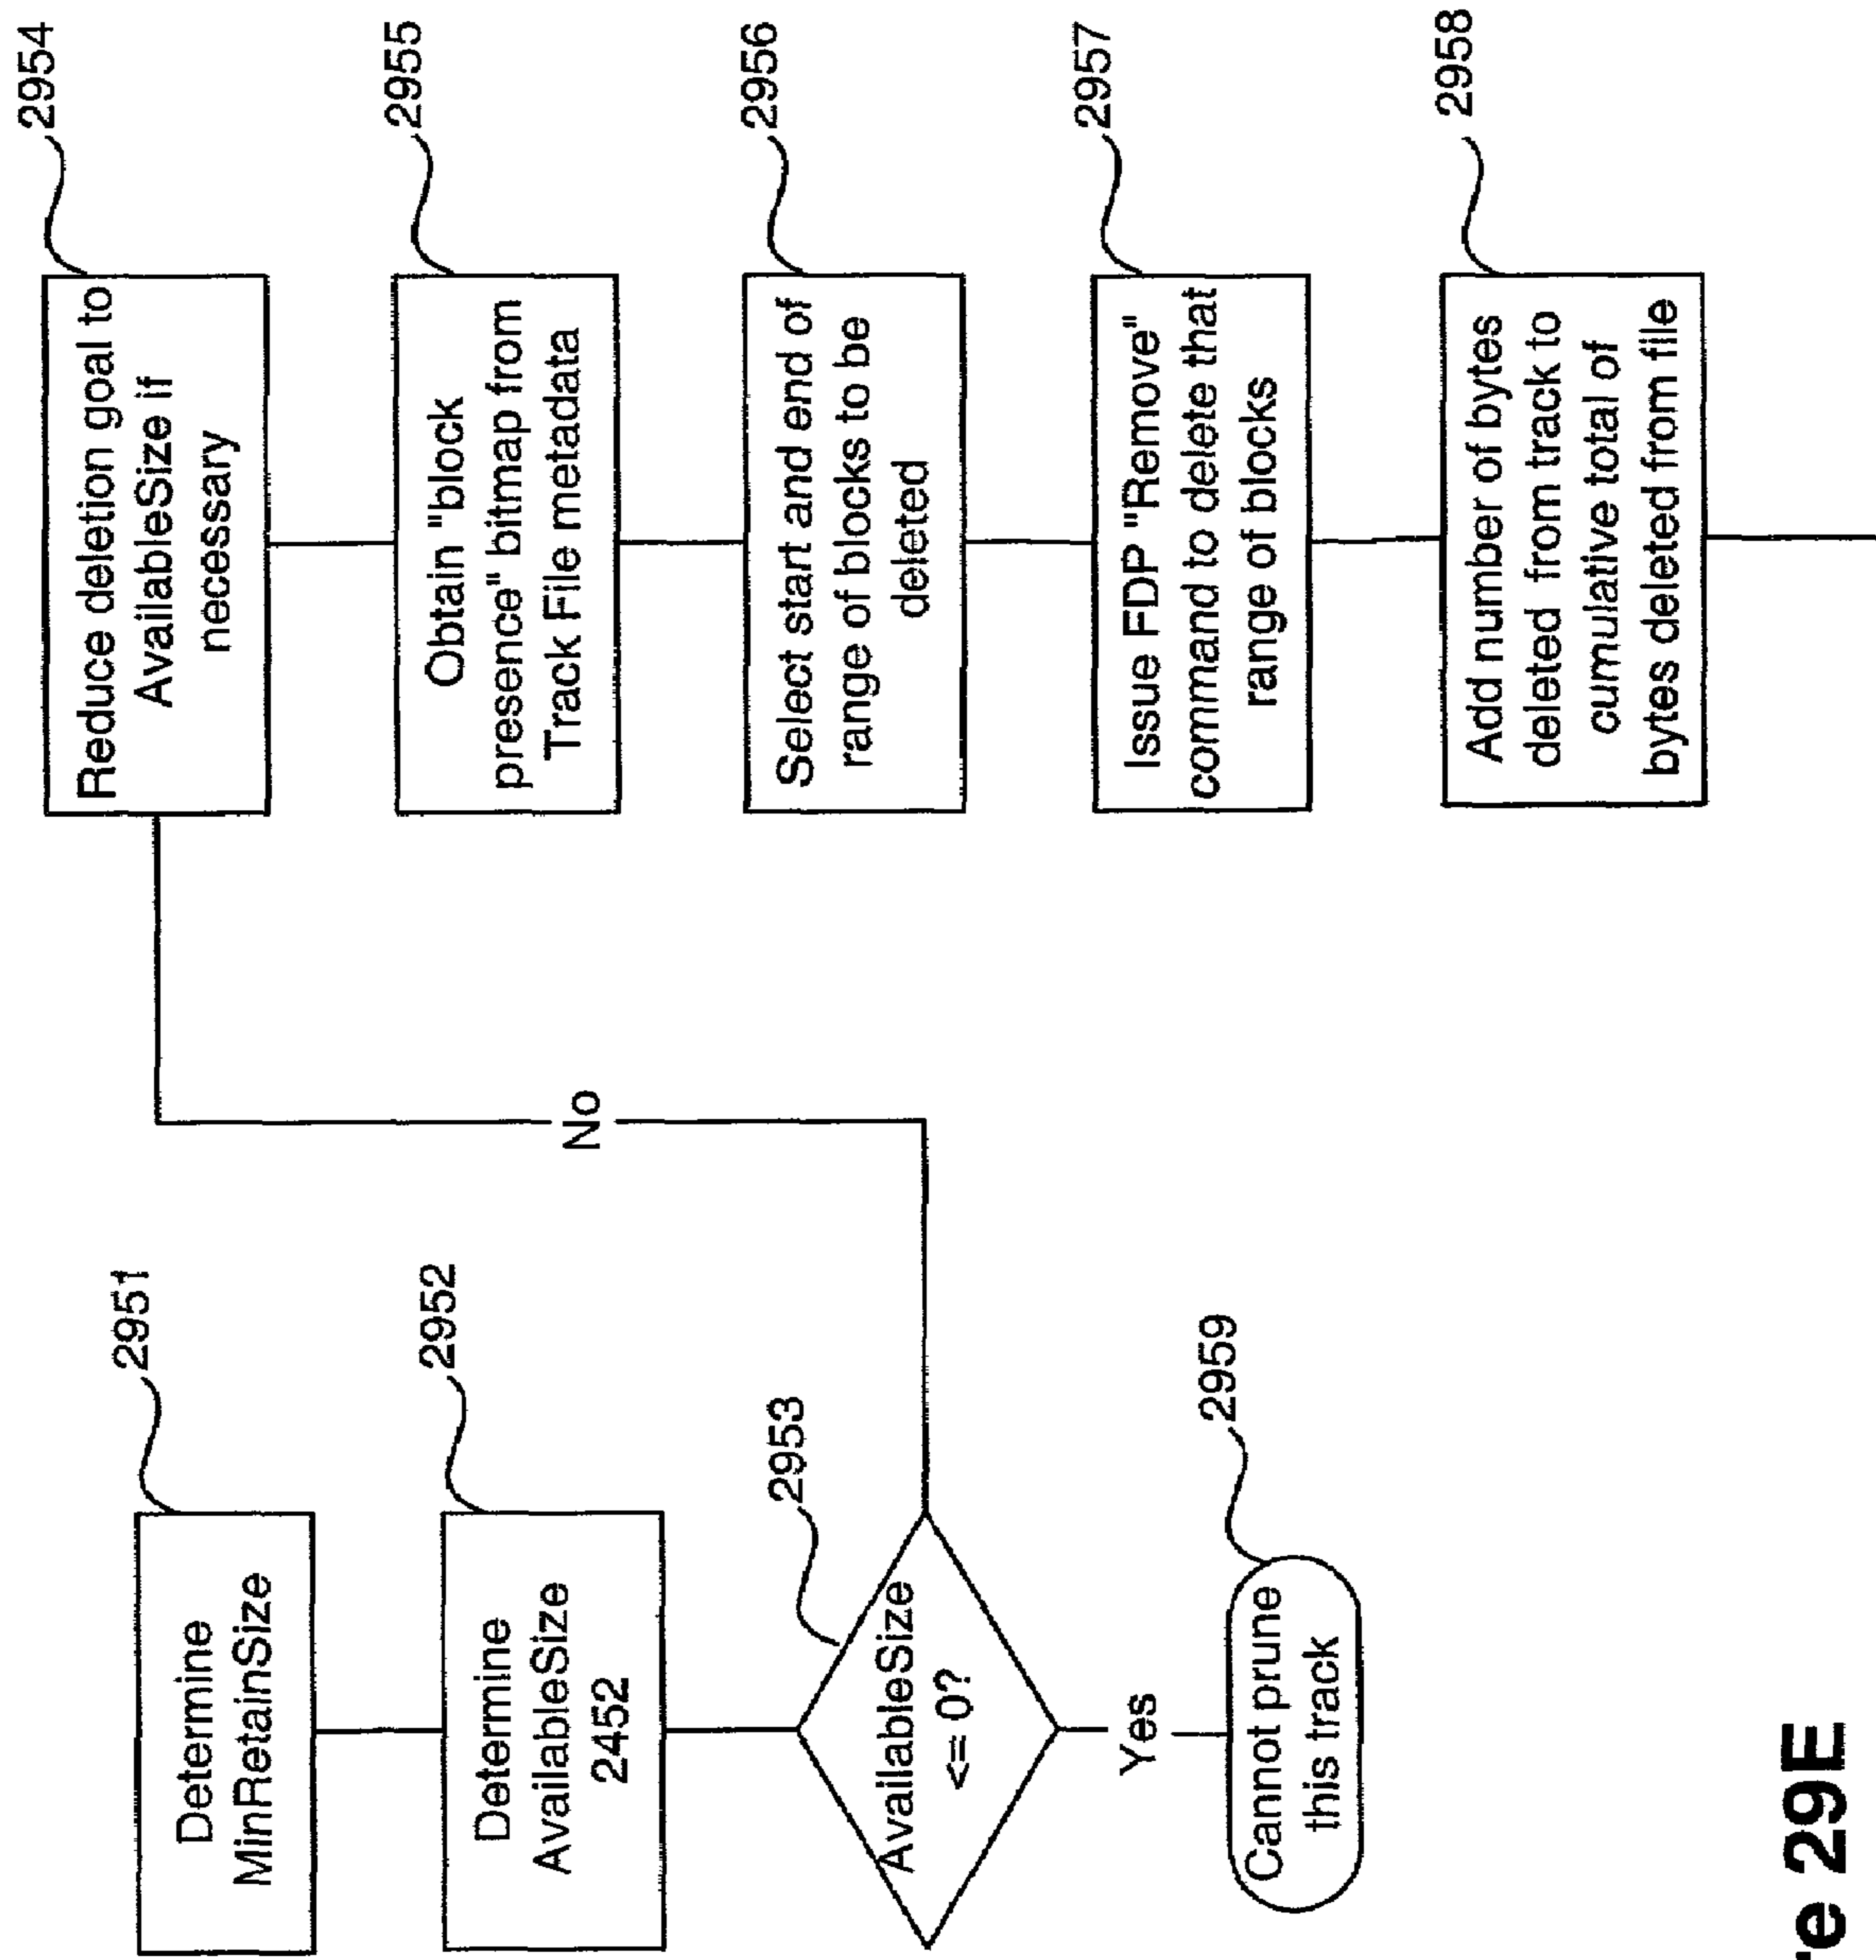 2951
Determine
MinRetainSize
2952
Determine
AvailableSize
2452
2953
AvailableSize
<= 0?
Yes
2959
Cannot prune
this track
No
2954
Reduce deletion goal to
AvailableSize if
necessary
2955
Obtain "block
presence" bitmap from
Track File metadata
2956
Select start and end of
range of blocks to be
deleted
2957
Issue FDP "Remove"
command to delete that
range of blocks
2958
Add number of bytes
deleted from track to
cumulative total of
bytes deleted from file
re 29E